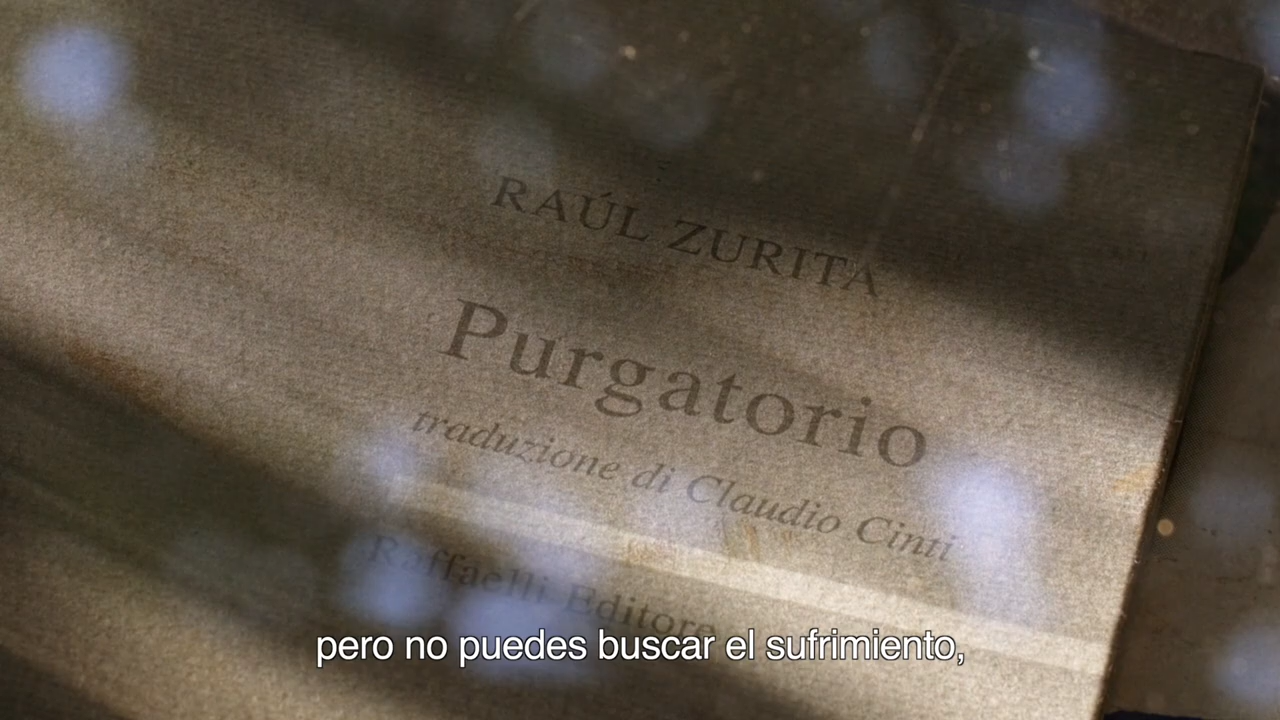 RAÚL ZURITA
Purgatorio
traduzione di Claudio Cinti
Raffaelli Editore
pero no puedes buscar el sufrimiento,